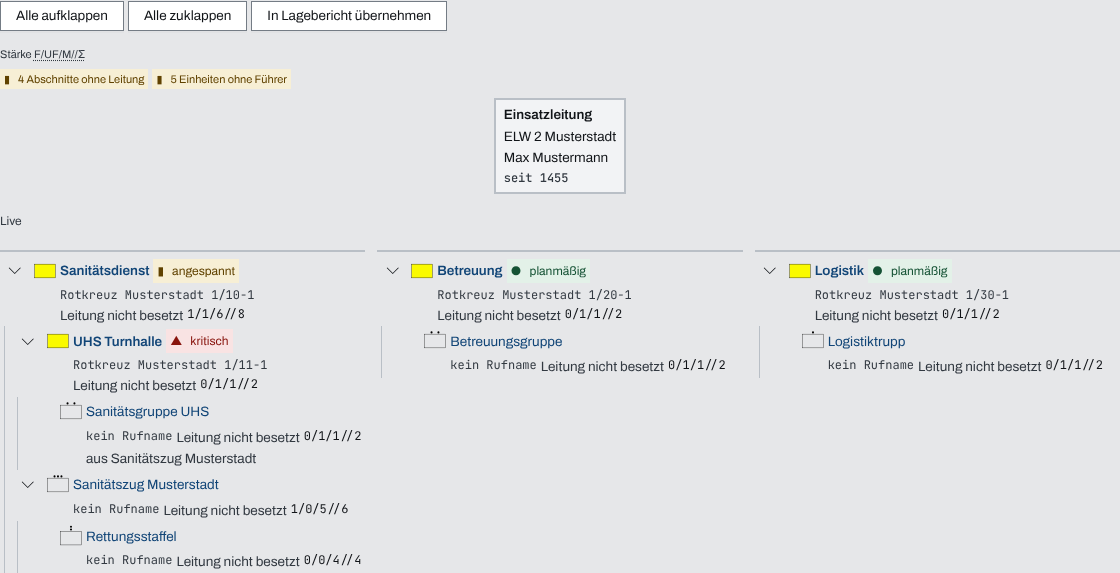 Alle aufklappen Alle zuklappen In Lagebericht übernehmen
Stärke F/UF/M//Σ
4 Abschnitte ohne Leitung 5 Einheiten ohne Führer
Einsatzleitung
ELW 2 Musterstadt
Max Mustermann
seit 1455
Live
Sanitätsdienst angespannt
Rotkreuz Musterstadt 1/10-1
Leitung nicht besetzt 1/1/6//8
UHS Turnhalle kritisch
Rotkreuz Musterstadt 1/11-1
Leitung nicht besetzt 0/1/1//2
Sanitätsgruppe UHS
kein Rufname Leitung nicht besetzt 0/1/1//2
aus Sanitätszug Musterstadt
Sanitätszug Musterstadt
kein Rufname Leitung nicht besetzt 1/0/5//6
Rettungsstaffel
kein Rufname Leitung nicht besetzt 0/0/4//4
Betreuung planmäßig
Rotkreuz Musterstadt 1/20-1
Leitung nicht besetzt 0/1/1//2
Betreuungsgruppe
kein Rufname Leitung nicht besetzt 0/1/1//2
Logistik planmäßig
Rotkreuz Musterstadt 1/30-1
Leitung nicht besetzt 0/1/1//2
Logistiktrupp
kein Rufname Leitung nicht besetzt 0/1/1//2